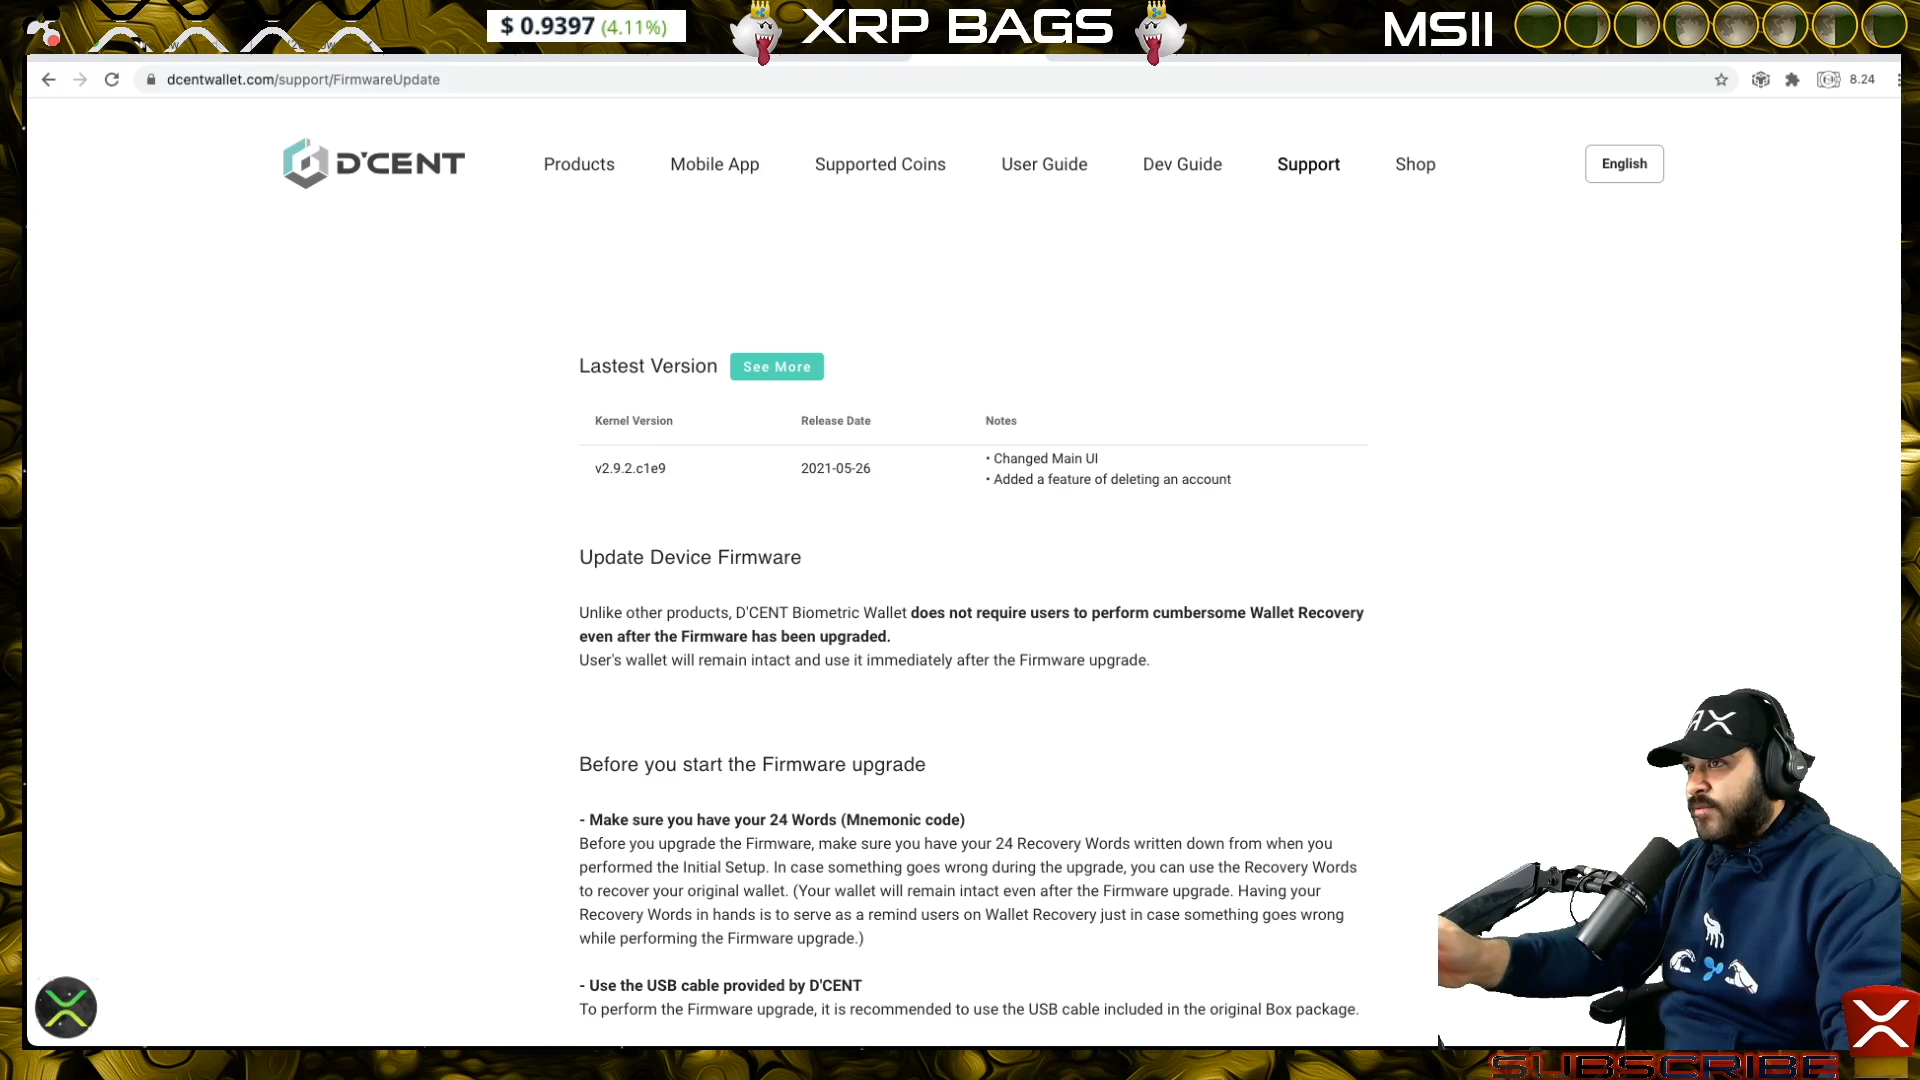 $ 0.9397 (4.11%)
XRP BAGS
MSII
dcentwallet.com/support/FirmwareUpdate
8.24
D'CENT
Products
Mobile App
Supported Coins
User Guide
Dev Guide
Support
Shop
English
Lastest Version
See More
Kernel Version
Release Date
Notes
v2.9.2.c1e9
2021-05-26
• Changed Main UI
• Added a feature of deleting an account
Update Device Firmware
Unlike other products, D'CENT Biometric Wallet does not require users to perform cumbersome Wallet Recovery
even after the Firmware has been upgraded.
User's wallet will remain intact and use it immediately after the Firmware upgrade.
Before you start the Firmware upgrade
- Make sure you have your 24 Words (Mnemonic code)
Before you upgrade the Firmware, make sure you have your 24 Recovery Words written down from when you
performed the Initial Setup. In case something goes wrong during the upgrade, you can use the Recovery Words
to recover your original wallet. (Your wallet will remain intact even after the Firmware upgrade. Having your
Recovery Words in hands is to serve as a remind users on Wallet Recovery just in case something goes wrong
while performing the Firmware upgrade.)
- Use the USB cable provided by D'CENT
To perform the Firmware upgrade, it is recommended to use the USB cable included in the original Box package.
SUBSCRIBE